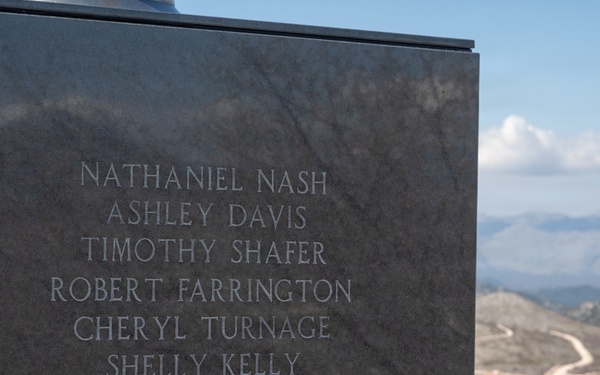 NATHANIEL NASH
ASHLEY DAVIS
TIMOTHY SHAFER
ROBERT FARRINGTON
CHERYL TURNAGE
SHELLY KELLY